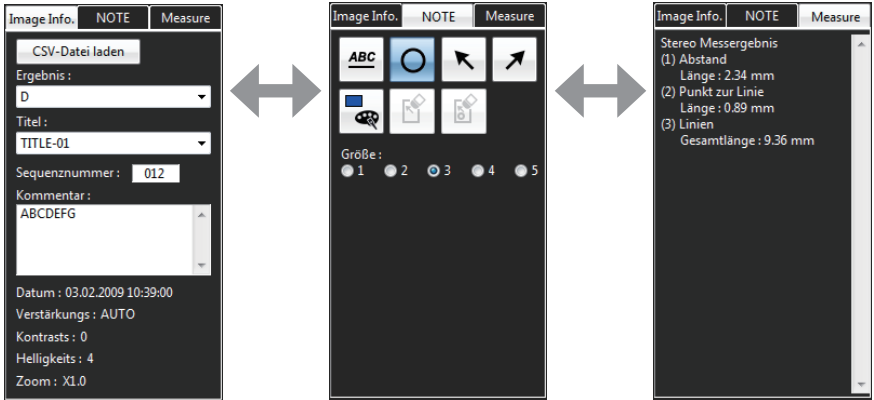 Image Info. NOTE Measure
CSV-Datei laden
Ergebnis :
D
Titel :
TITLE-01
Sequenznummer : 012
Kommentar :
ABCDEFG
Datum : 03.02.2009 10:39:00
Verstärkungs : AUTO
Kontrasts : 0
Helligkeits : 4
Zoom : X1.0
Image Info. NOTE Measure
ABC
Größe :
1 2 3 4 5
Image Info. NOTE Measure
Stereo Messergebnis
(1) Abstand
Länge : 2.34 mm
(2) Punkt zur Linie
Länge : 0.89 mm
(3) Linien
Gesamtlänge : 9.36 mm